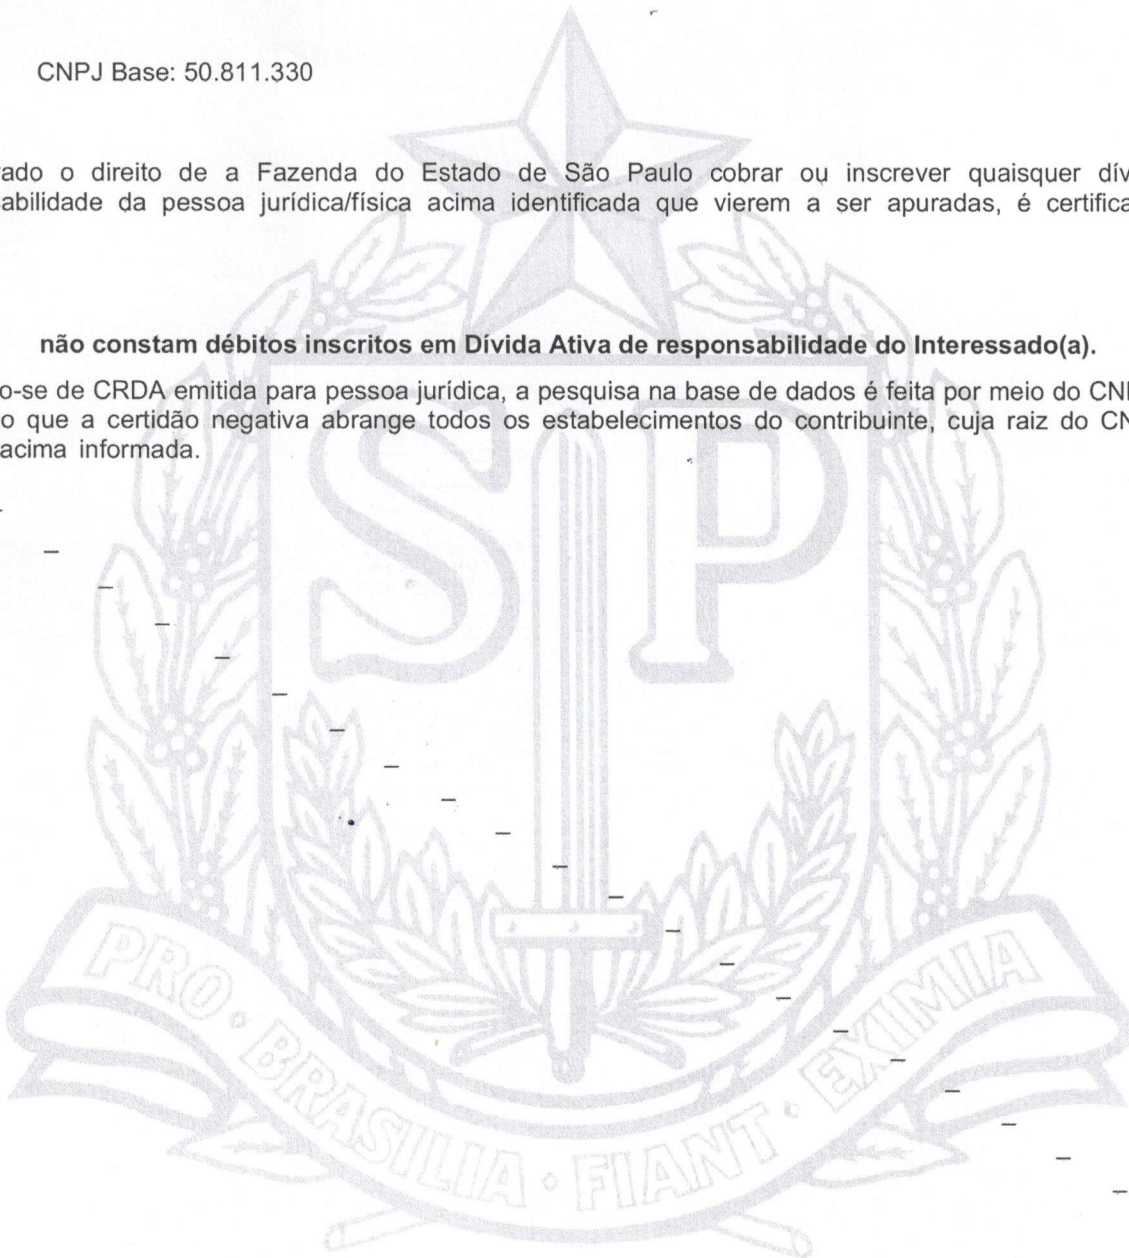 CNPJ Base: 50.811.330
ado o direito de a Fazenda do Estado de São Paulo cobrar ou inscrever quaisquer dív
abilidade da pessoa jurídica/física acima identificada que vierem a ser apuradas, é certifica
não constam débitos inscritos em Dívida Ativa de responsabilidade do Interessado(a).
o-se de CRDA emitida para pessoa jurídica, a pesquisa na base de dados é feita por meio do CN
o que a certidão negativa abrange todos os estabelecimentos do contribuinte, cuja raiz do CN
acima informada.
SP
PRO · BRASILIA · FIANT · EXIMIA